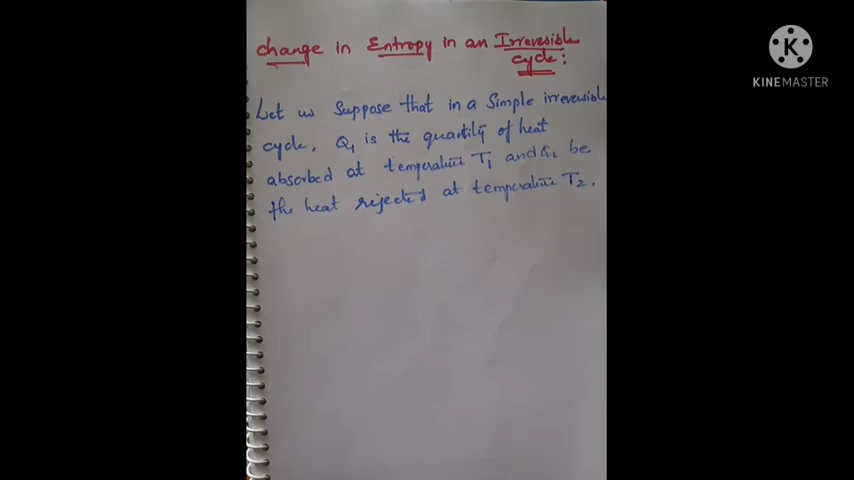 change in Entropy in an Irreversible
cycle:
Let us suppose that in a simple irreversible
cycle, Q1 is the quantity of heat
absorbed at temperature T1 and Q2 be
the heat rejected at temperature T2.
K
KINEMASTER